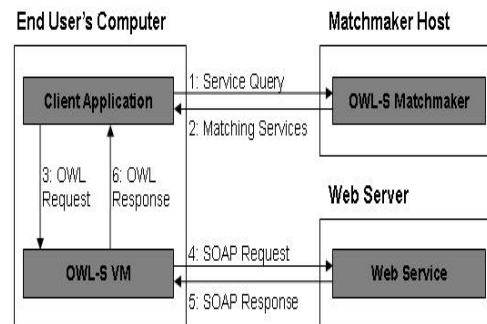 End User's Computer
Matchmaker Host
Client Application
1: Service Query
2: Matching Services
OWL-S Matchmaker
3: OWL
Request
6: OWL
Response
Web Server
OWL-S VM
4: SOAP Request
5: SOAP Response
Web Service